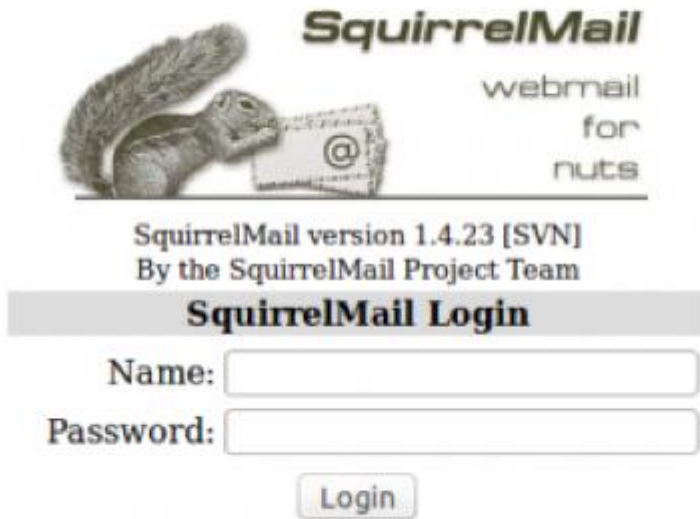 SquirrelMail
webmail
for
nuts
@
SquirrelMail version 1.4.23 [SVN]
By the SquirrelMail Project Team
SquirrelMail Login
Name:
Password:
Login